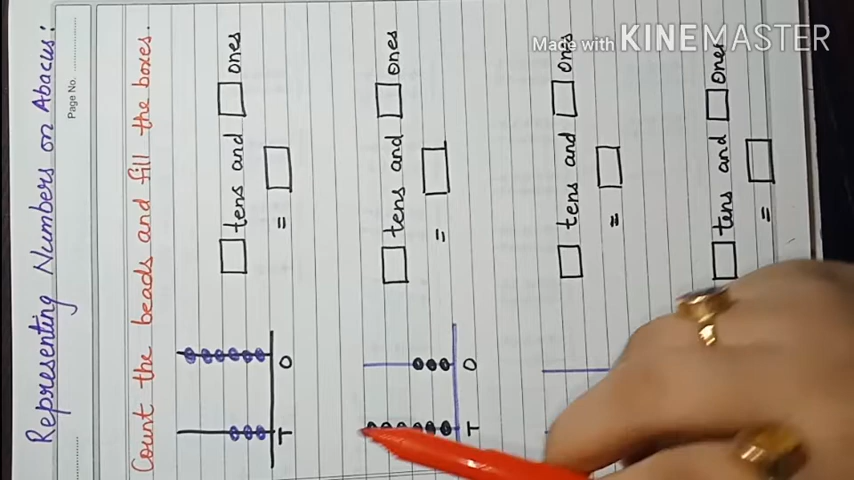 Made with KINEMASTER
Page No. ..................
Representing Numbers on Abacus:
Count the beads and fill the boxes.
T O
tens and ones
=
T O
tens and ones
=
tens and ones
=
tens and ones
=